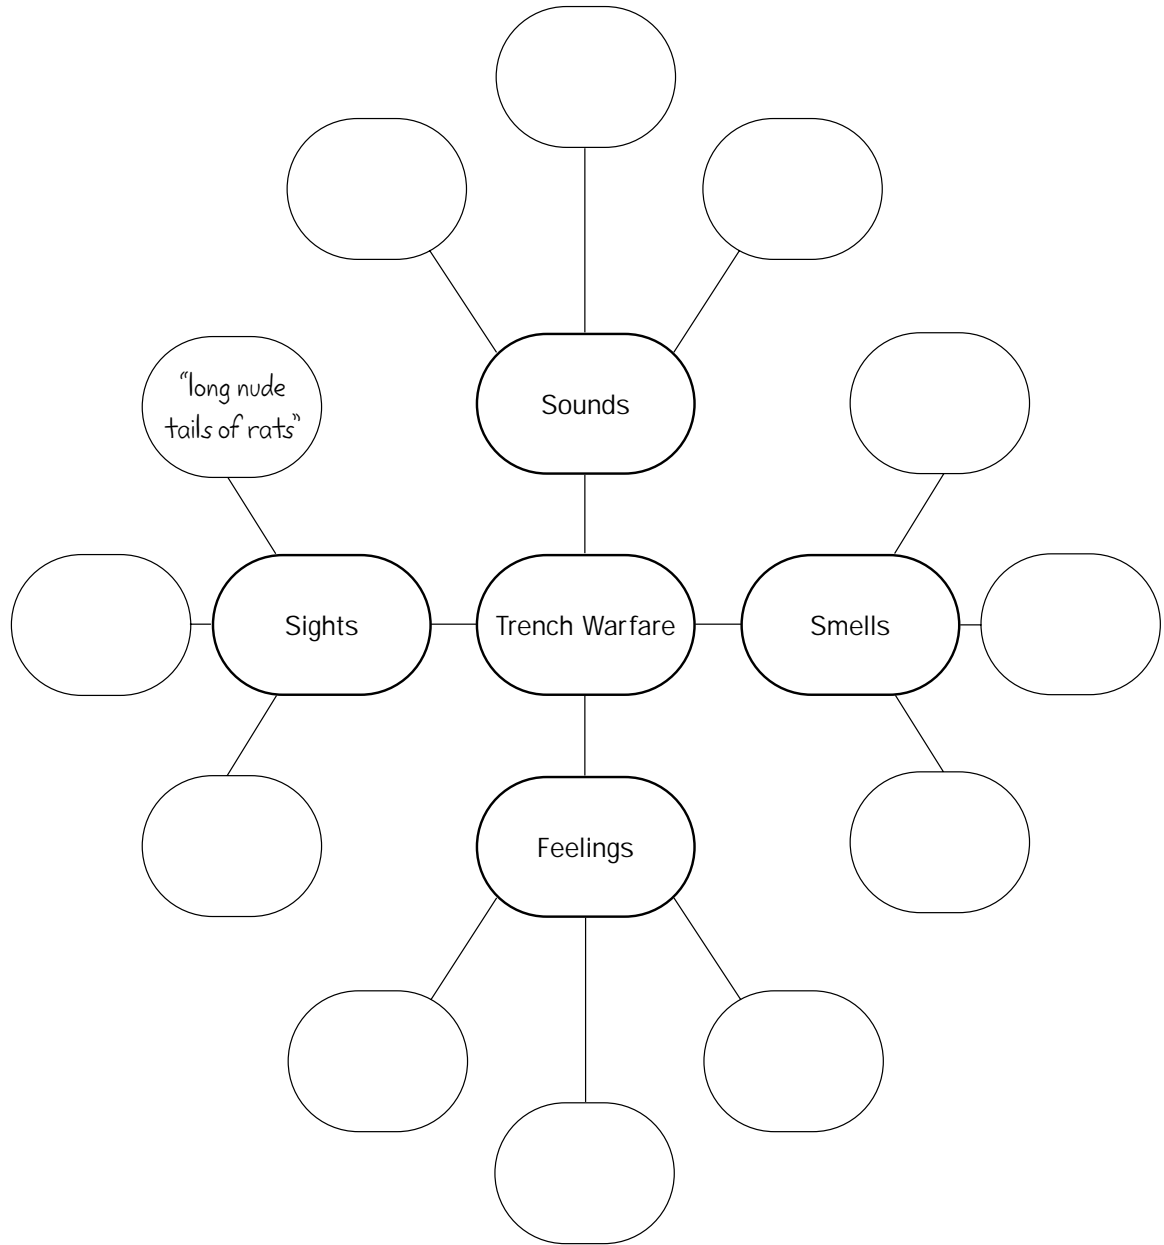 Sounds
“long nude
tails of rats”
Sights
Trench Warfare
Smells
Feelings